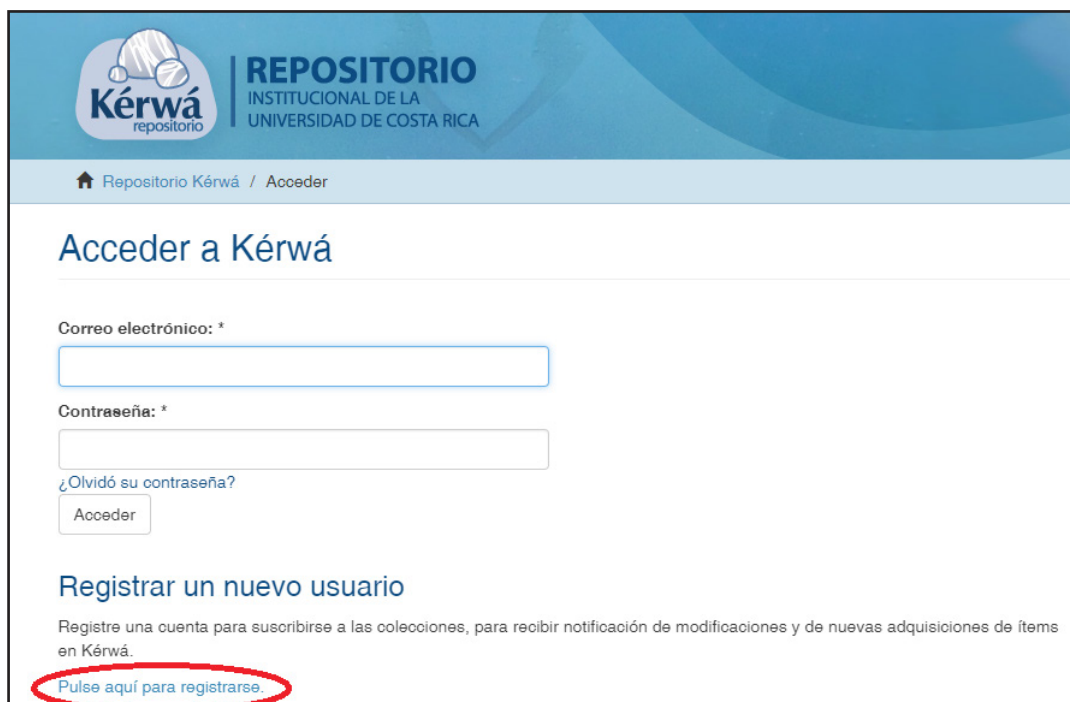 Kérwá
repositorio
REPOSITORIO
INSTITUCIONAL DE LA
UNIVERSIDAD DE COSTA RICA
Repositorio Kérwá / Acceder
Acceder a Kérwá
Correo electrónico: *
Contraseña: *
¿Olvidó su contraseña?
Acceder
Registrar un nuevo usuario
Registre una cuenta para suscribirse a las colecciones, para recibir notificación de modificaciones y de nuevas adquisiciones de ítems
en Kérwá.
Pulse aquí para registrarse.